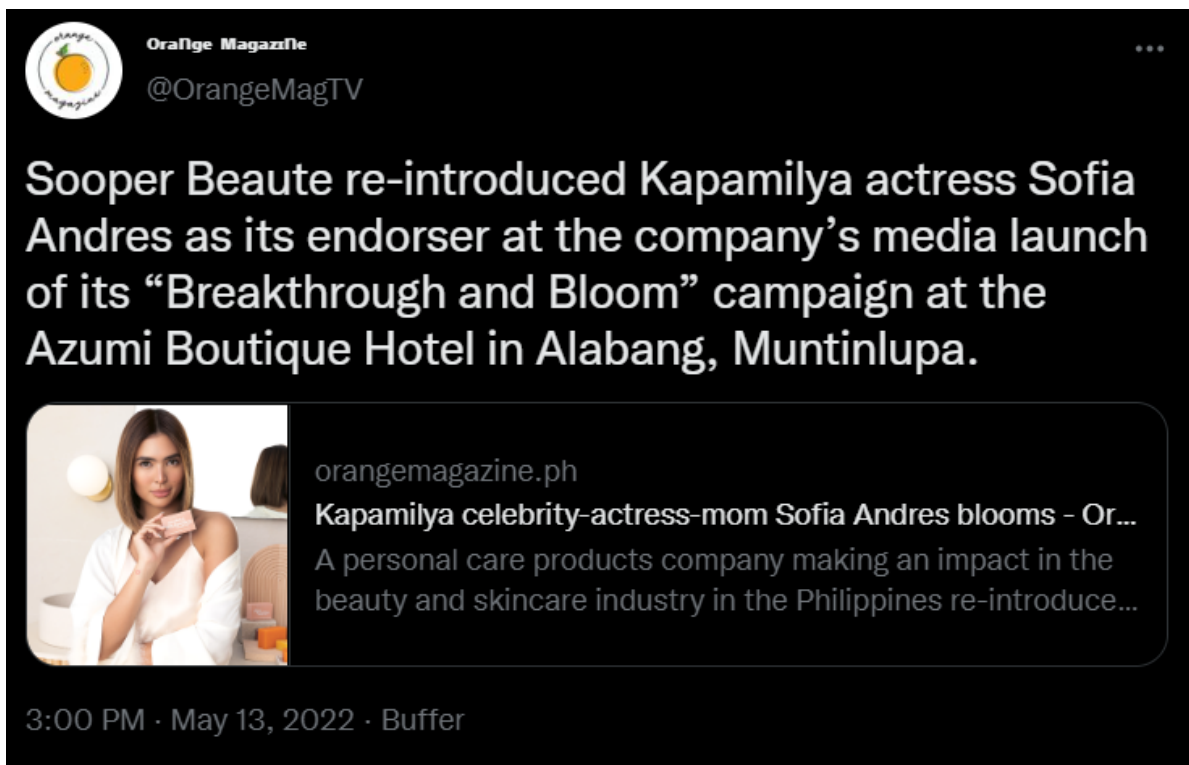 orange
magazine
Orange Magazine
@OrangeMagTV
Sooper Beaute re-introduced Kapamilya actress Sofia
Andres as its endorser at the company’s media launch
of its “Breakthrough and Bloom” campaign at the
Azumi Boutique Hotel in Alabang, Muntinlupa.
orangemagazine.ph
Kapamilya celebrity-actress-mom Sofia Andres blooms - Or...
A personal care products company making an impact in the
beauty and skincare industry in the Philippines re-introduce...
3:00 PM · May 13, 2022 · Buffer